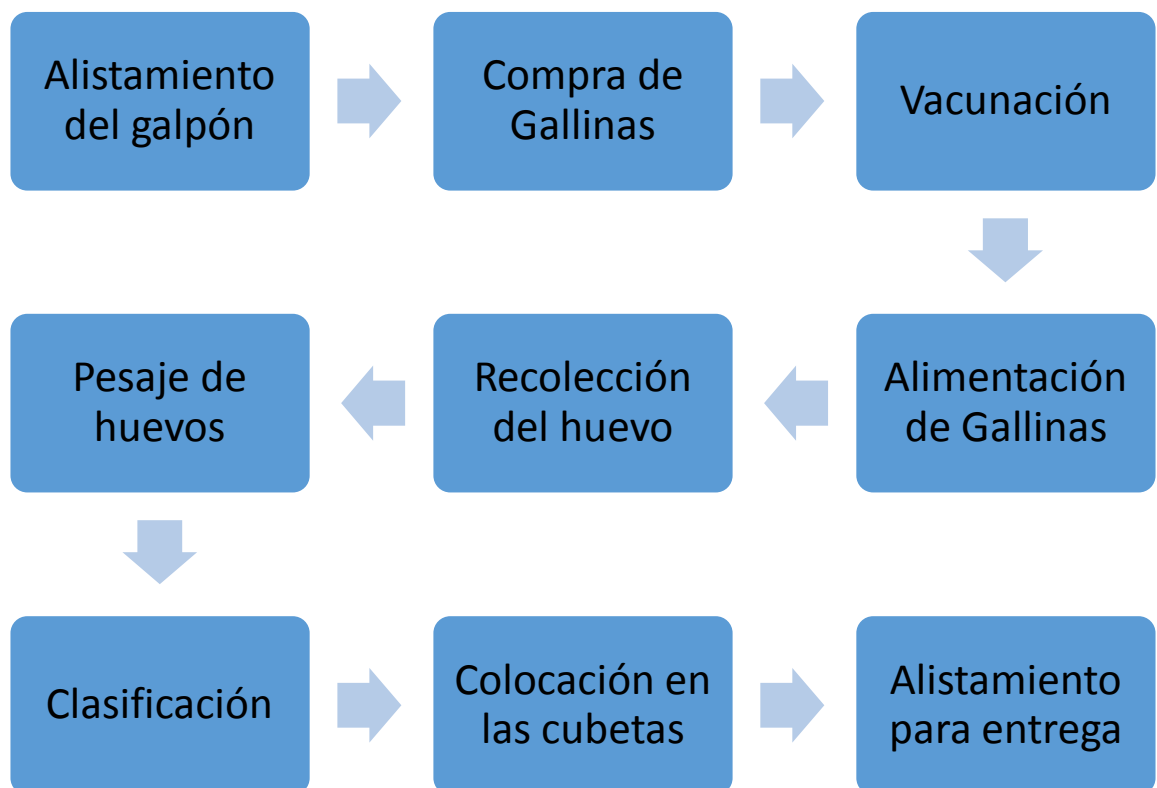 Alistamiento
del galpón
Compra de
Gallinas
Vacunación
Alimentación
de Gallinas
Recolección
del huevo
Pesaje de
huevos
Clasificación
Colocación en
las cubetas
Alistamiento
para entrega